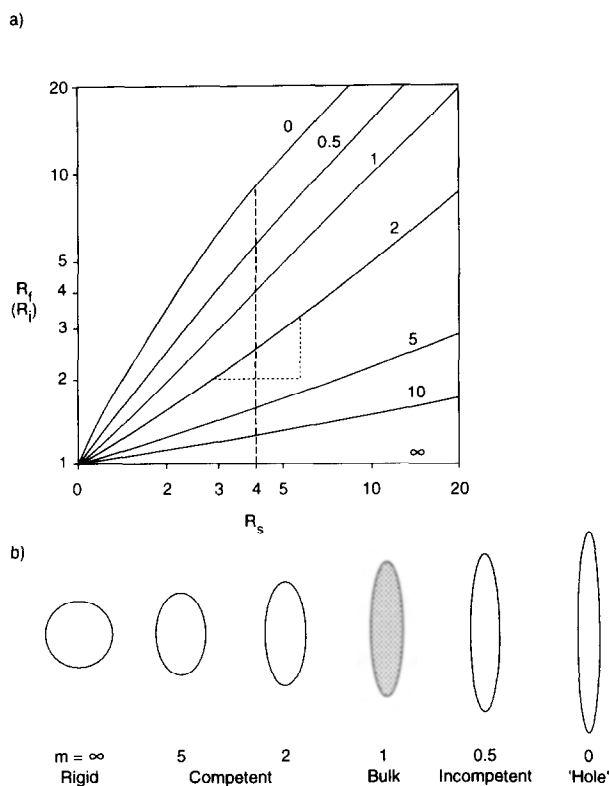 a)
20
10
5
4
3
2
1
R_f
(R_i)
0
0.5
1
2
5
10
∞
0 2 3 4 5 10 20
R_s
b)
m = ∞ 5 2 1 0.5 0
Rigid Competent Bulk Incompetent 'Hole'